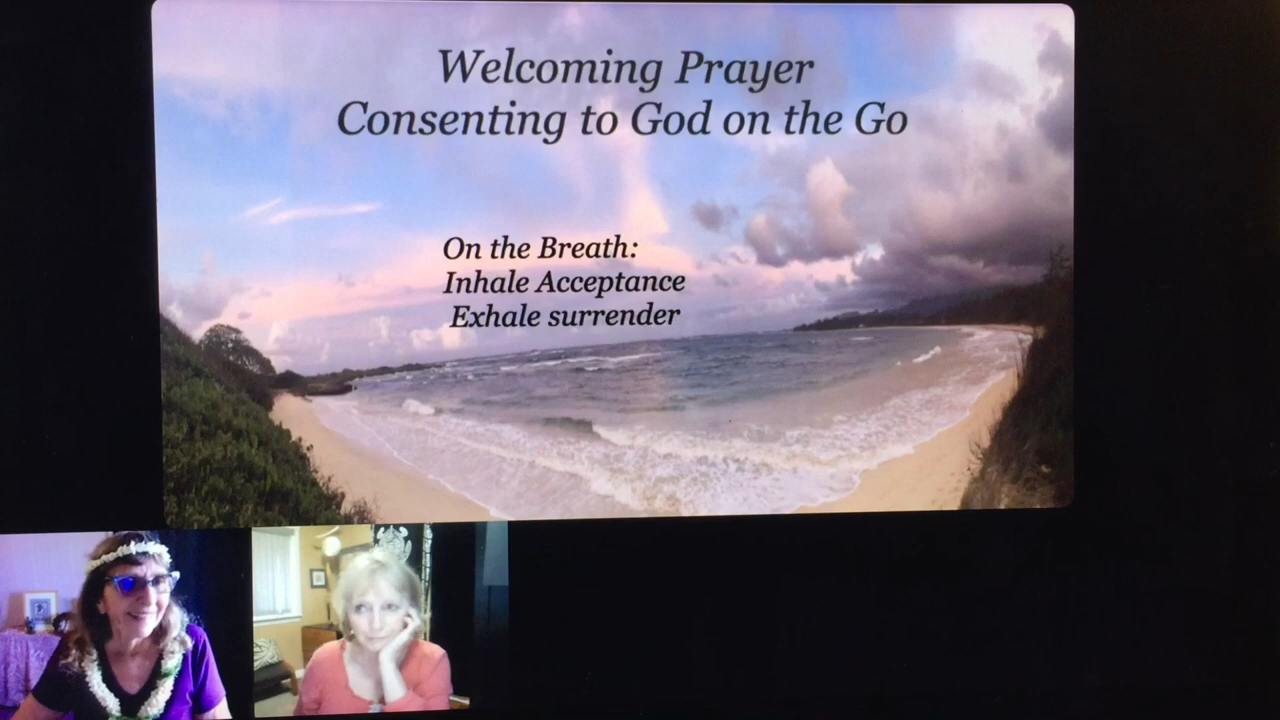 Welcoming Prayer
Consenting to God on the Go
On the Breath:
Inhale Acceptance
Exhale surrender